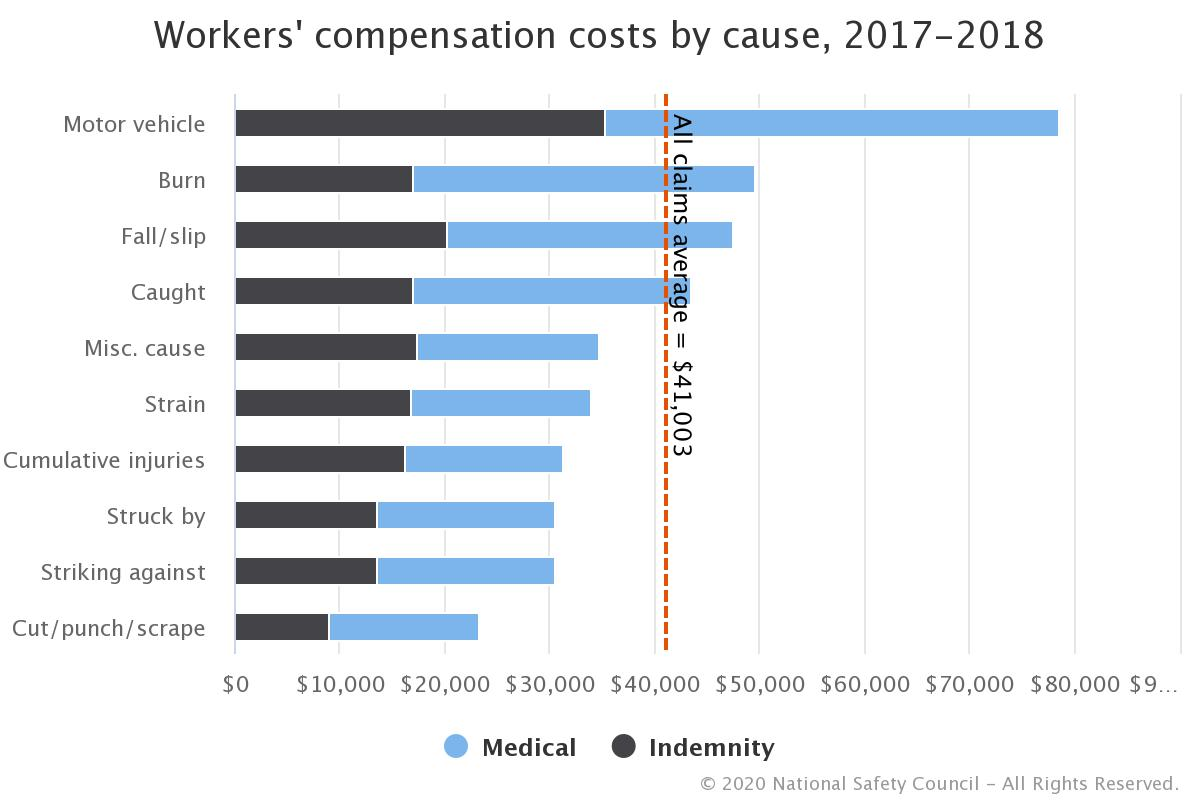 Workers' compensation costs by cause, 2017-2018
Motor vehicle
Burn
Fall/slip
Caught
Misc. cause
Strain
Cumulative injuries
Struck by
Striking against
Cut/punch/scrape
All claims average = $41,003
$0 $10,000 $20,000 $30,000 $40,000 $50,000 $60,000 $70,000 $80,000 $9...
Medical Indemnity
© 2020 National Safety Council – All Rights Reserved.